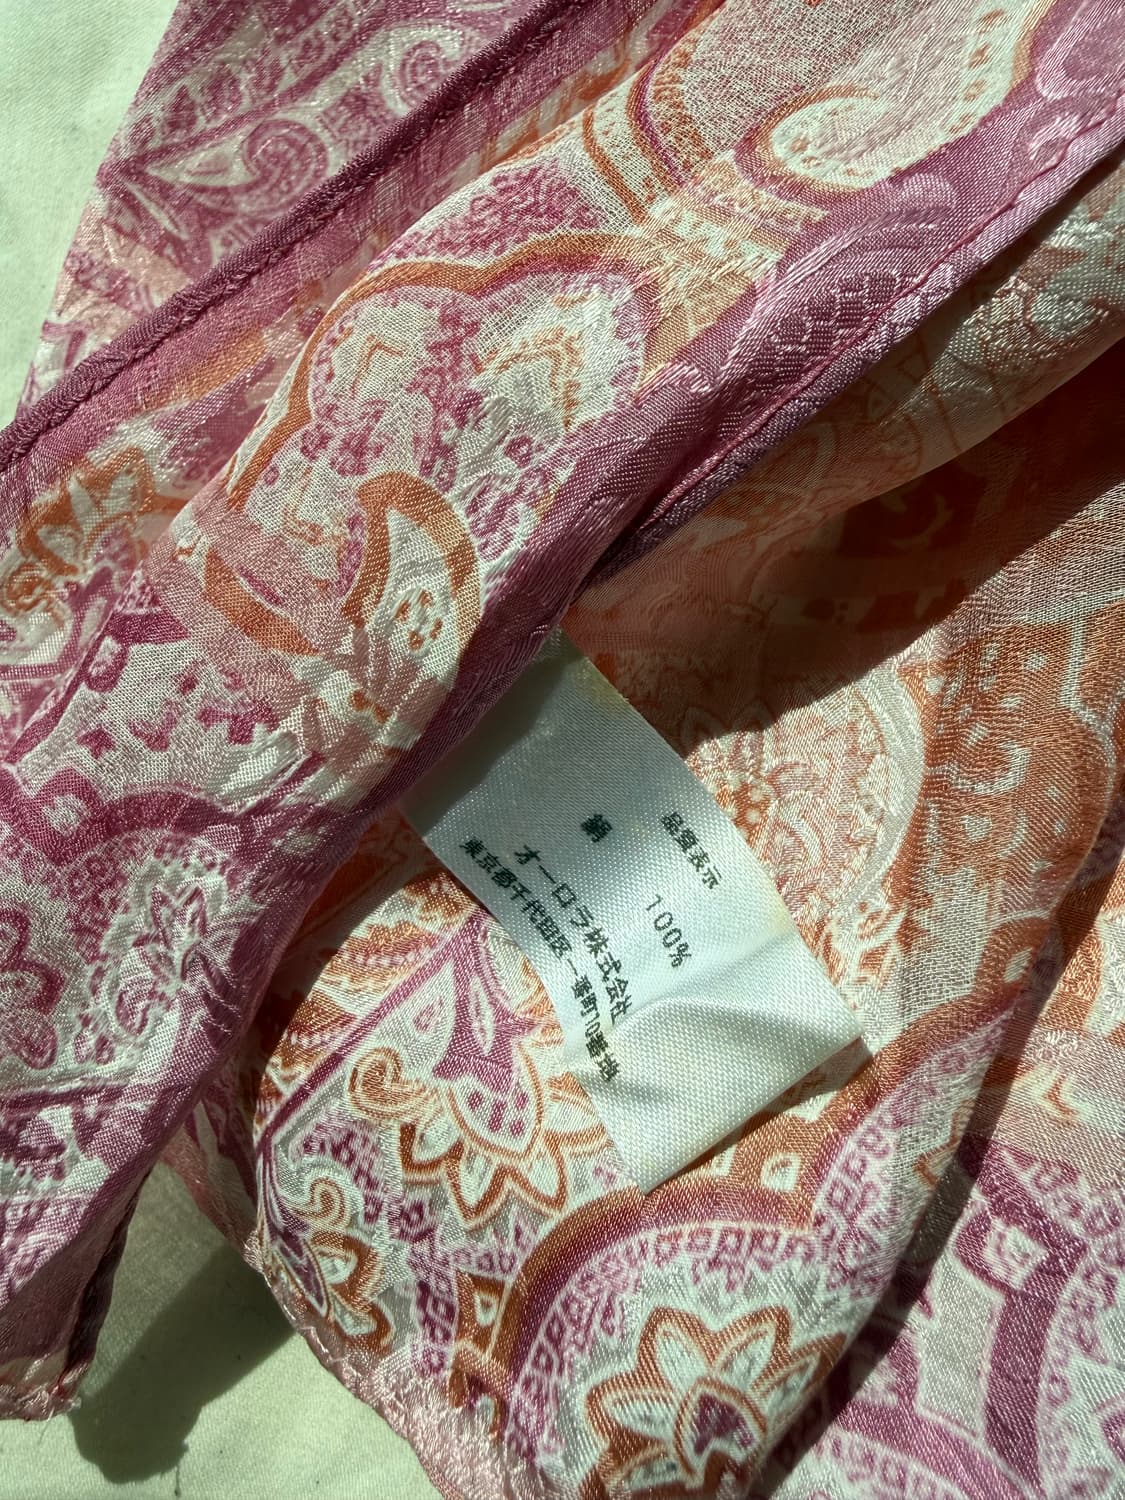 品質表示
絹 100%
オーロラ株式会社
東京都千代田区一番町10番地